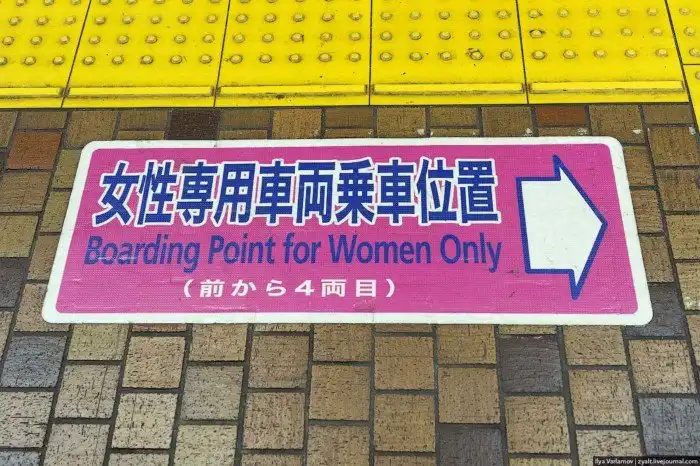 女性専用車両乗車位置
Boarding Point for Women Only
（前から４両目）
Ilya Varlamov | zyalt.livejournal.com